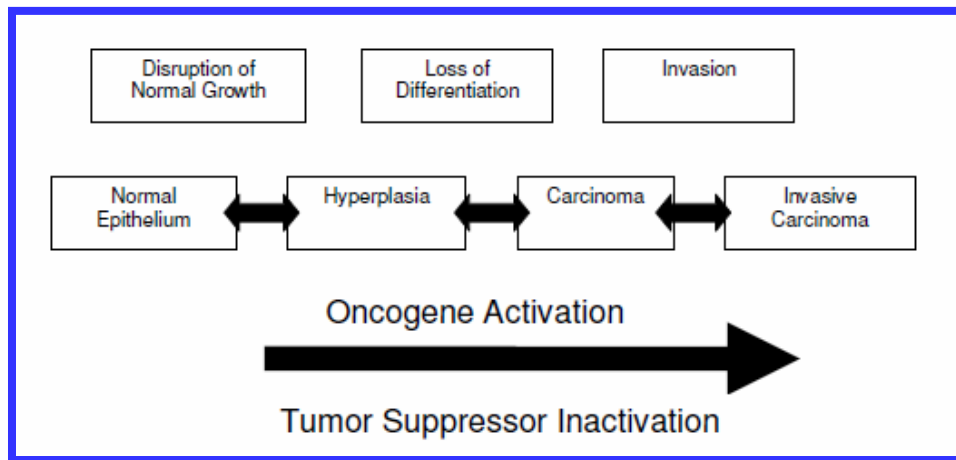 Disruption of
Normal Growth
Loss of
Differentiation
Invasion
Normal
Epithelium
Hyperplasia
Carcinoma
Invasive
Carcinoma
Oncogene Activation
Tumor Suppressor Inactivation